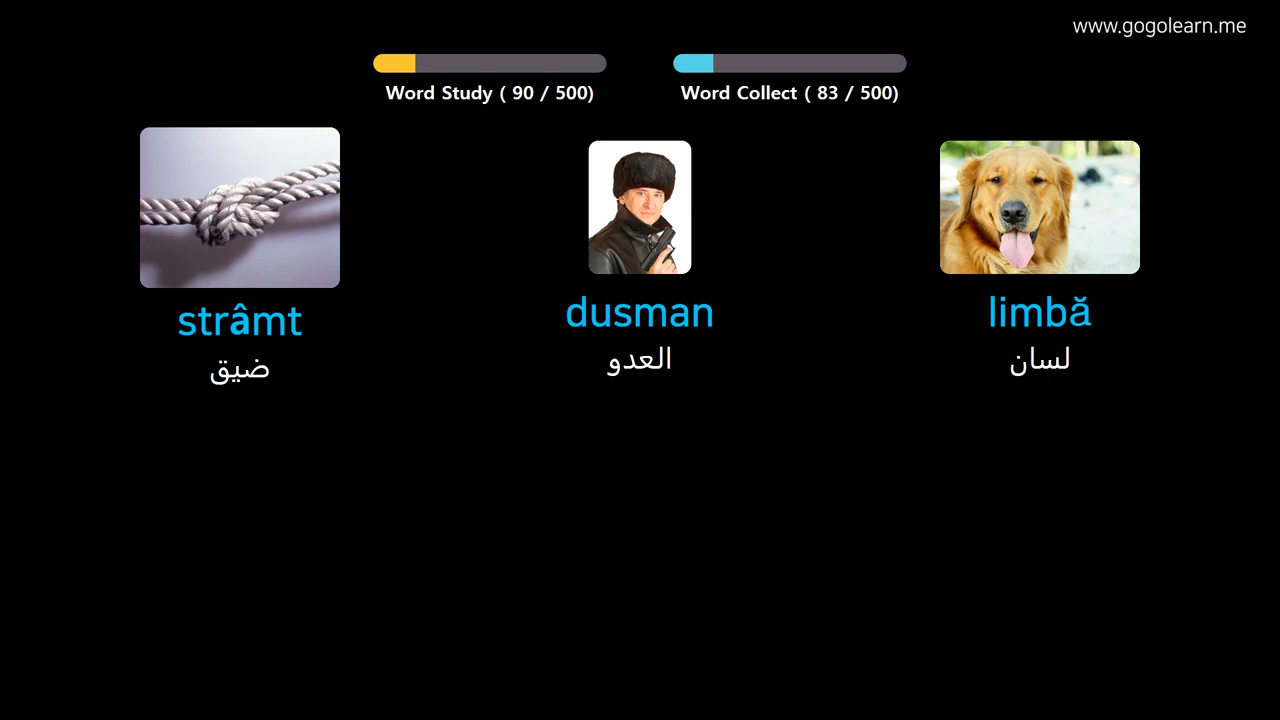 www.gogolearn.me
Word Study ( 90 / 500)
Word Collect ( 83 / 500)
strâmt
ضيق
dusman
العدو
limbă
لسان